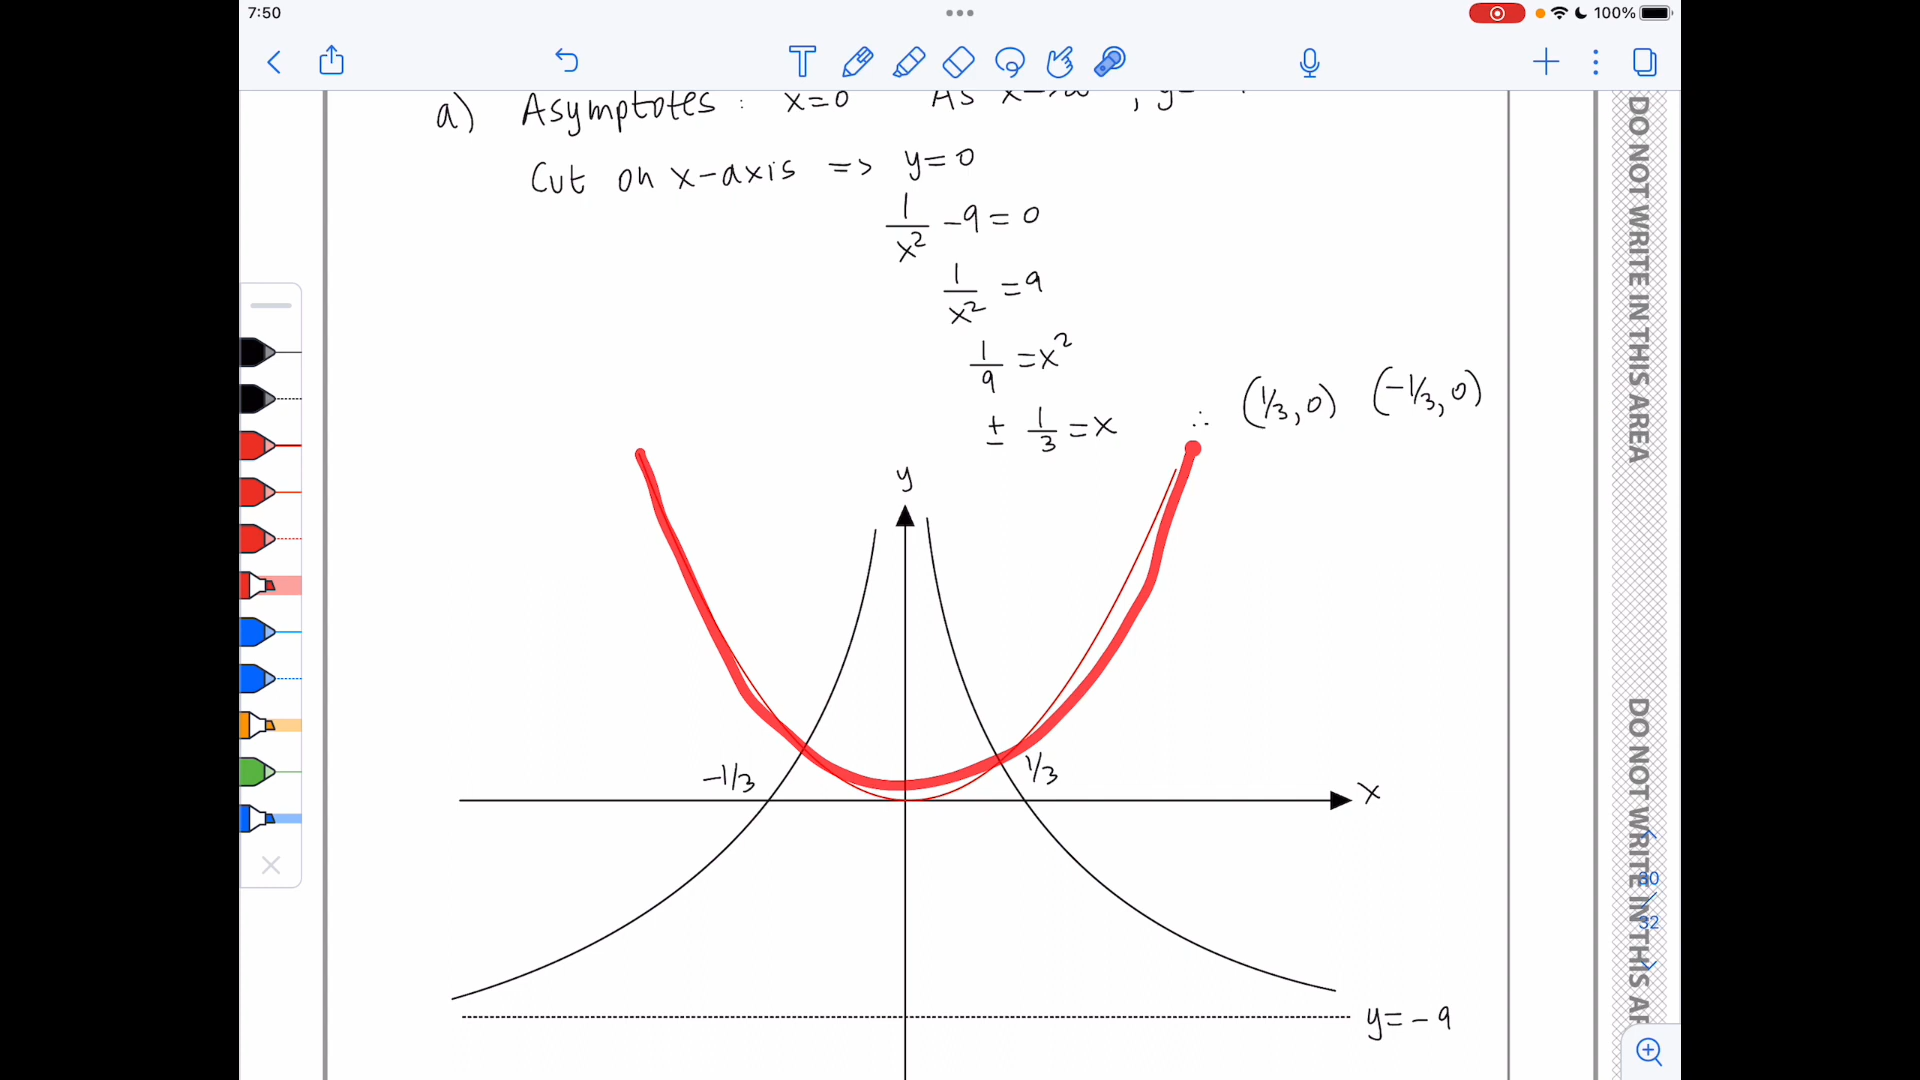 7:50
100%
a) Asymptotes : x=0 As x
Cut on x-axis => y=0
1/x² -9=0
1/x² =9
1/9 =x²
± 1/3 =x ∴ (1/3,0) (-1/3,0)
y
-1/3 1/3
x
y=-9
DO NOT WRITE IN THIS AREA
DO NOT WRITE IN THIS AR
30
32